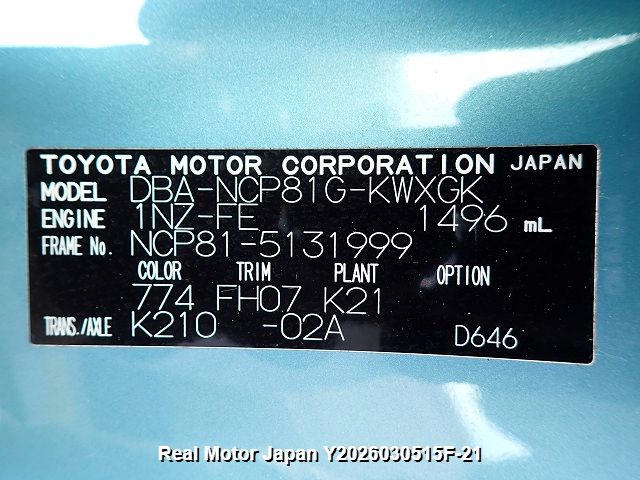 TOYOTA MOTOR CORPORATION JAPAN
MODEL DBA-NCP81G-KWXGK
ENGINE 1NZ-FE 1496 mL
FRAME No. NCP81-5131999
COLOR TRIM PLANT OPTION
774 FH07 K21
TRANS./AXLE K210 -02A D646
Real Motor Japan Y2026030515F-21